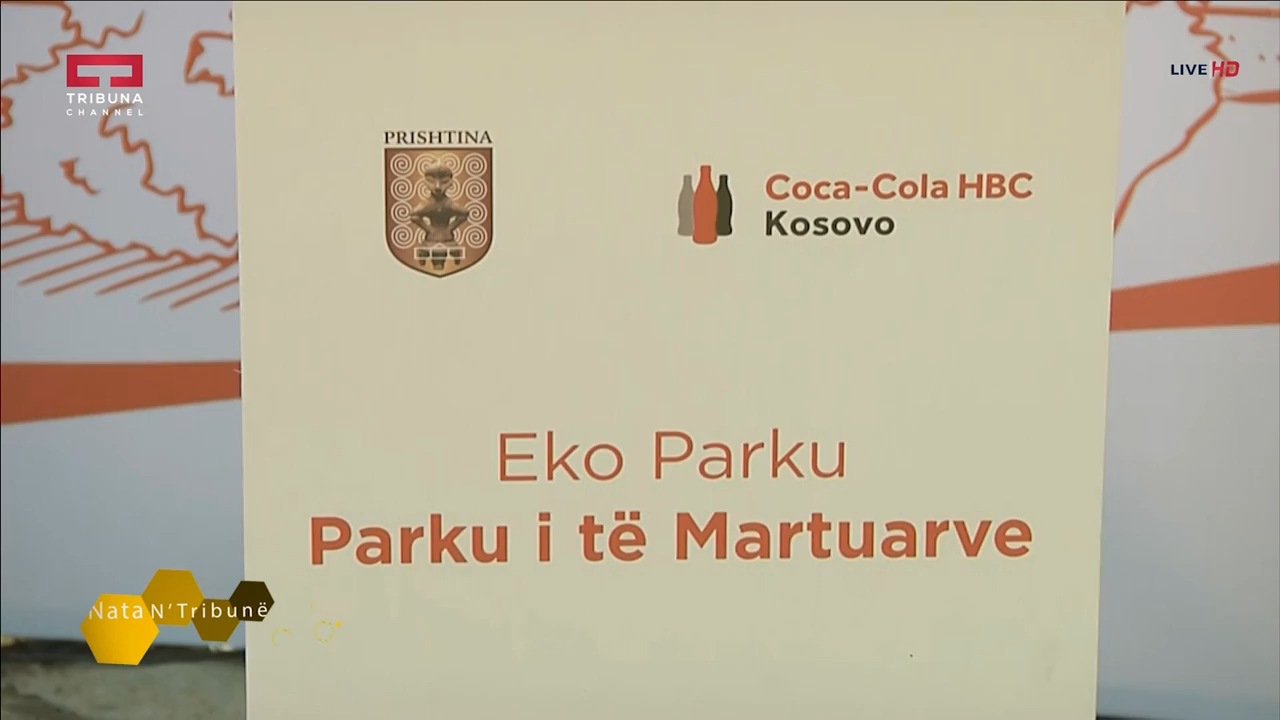 TRIBUNA
CHANNEL
LIVE HD
PRISHTINA
Coca-Cola HBC
Kosovo
Eko Parku
Parku i të Martuarve
Nata N'Tribunë